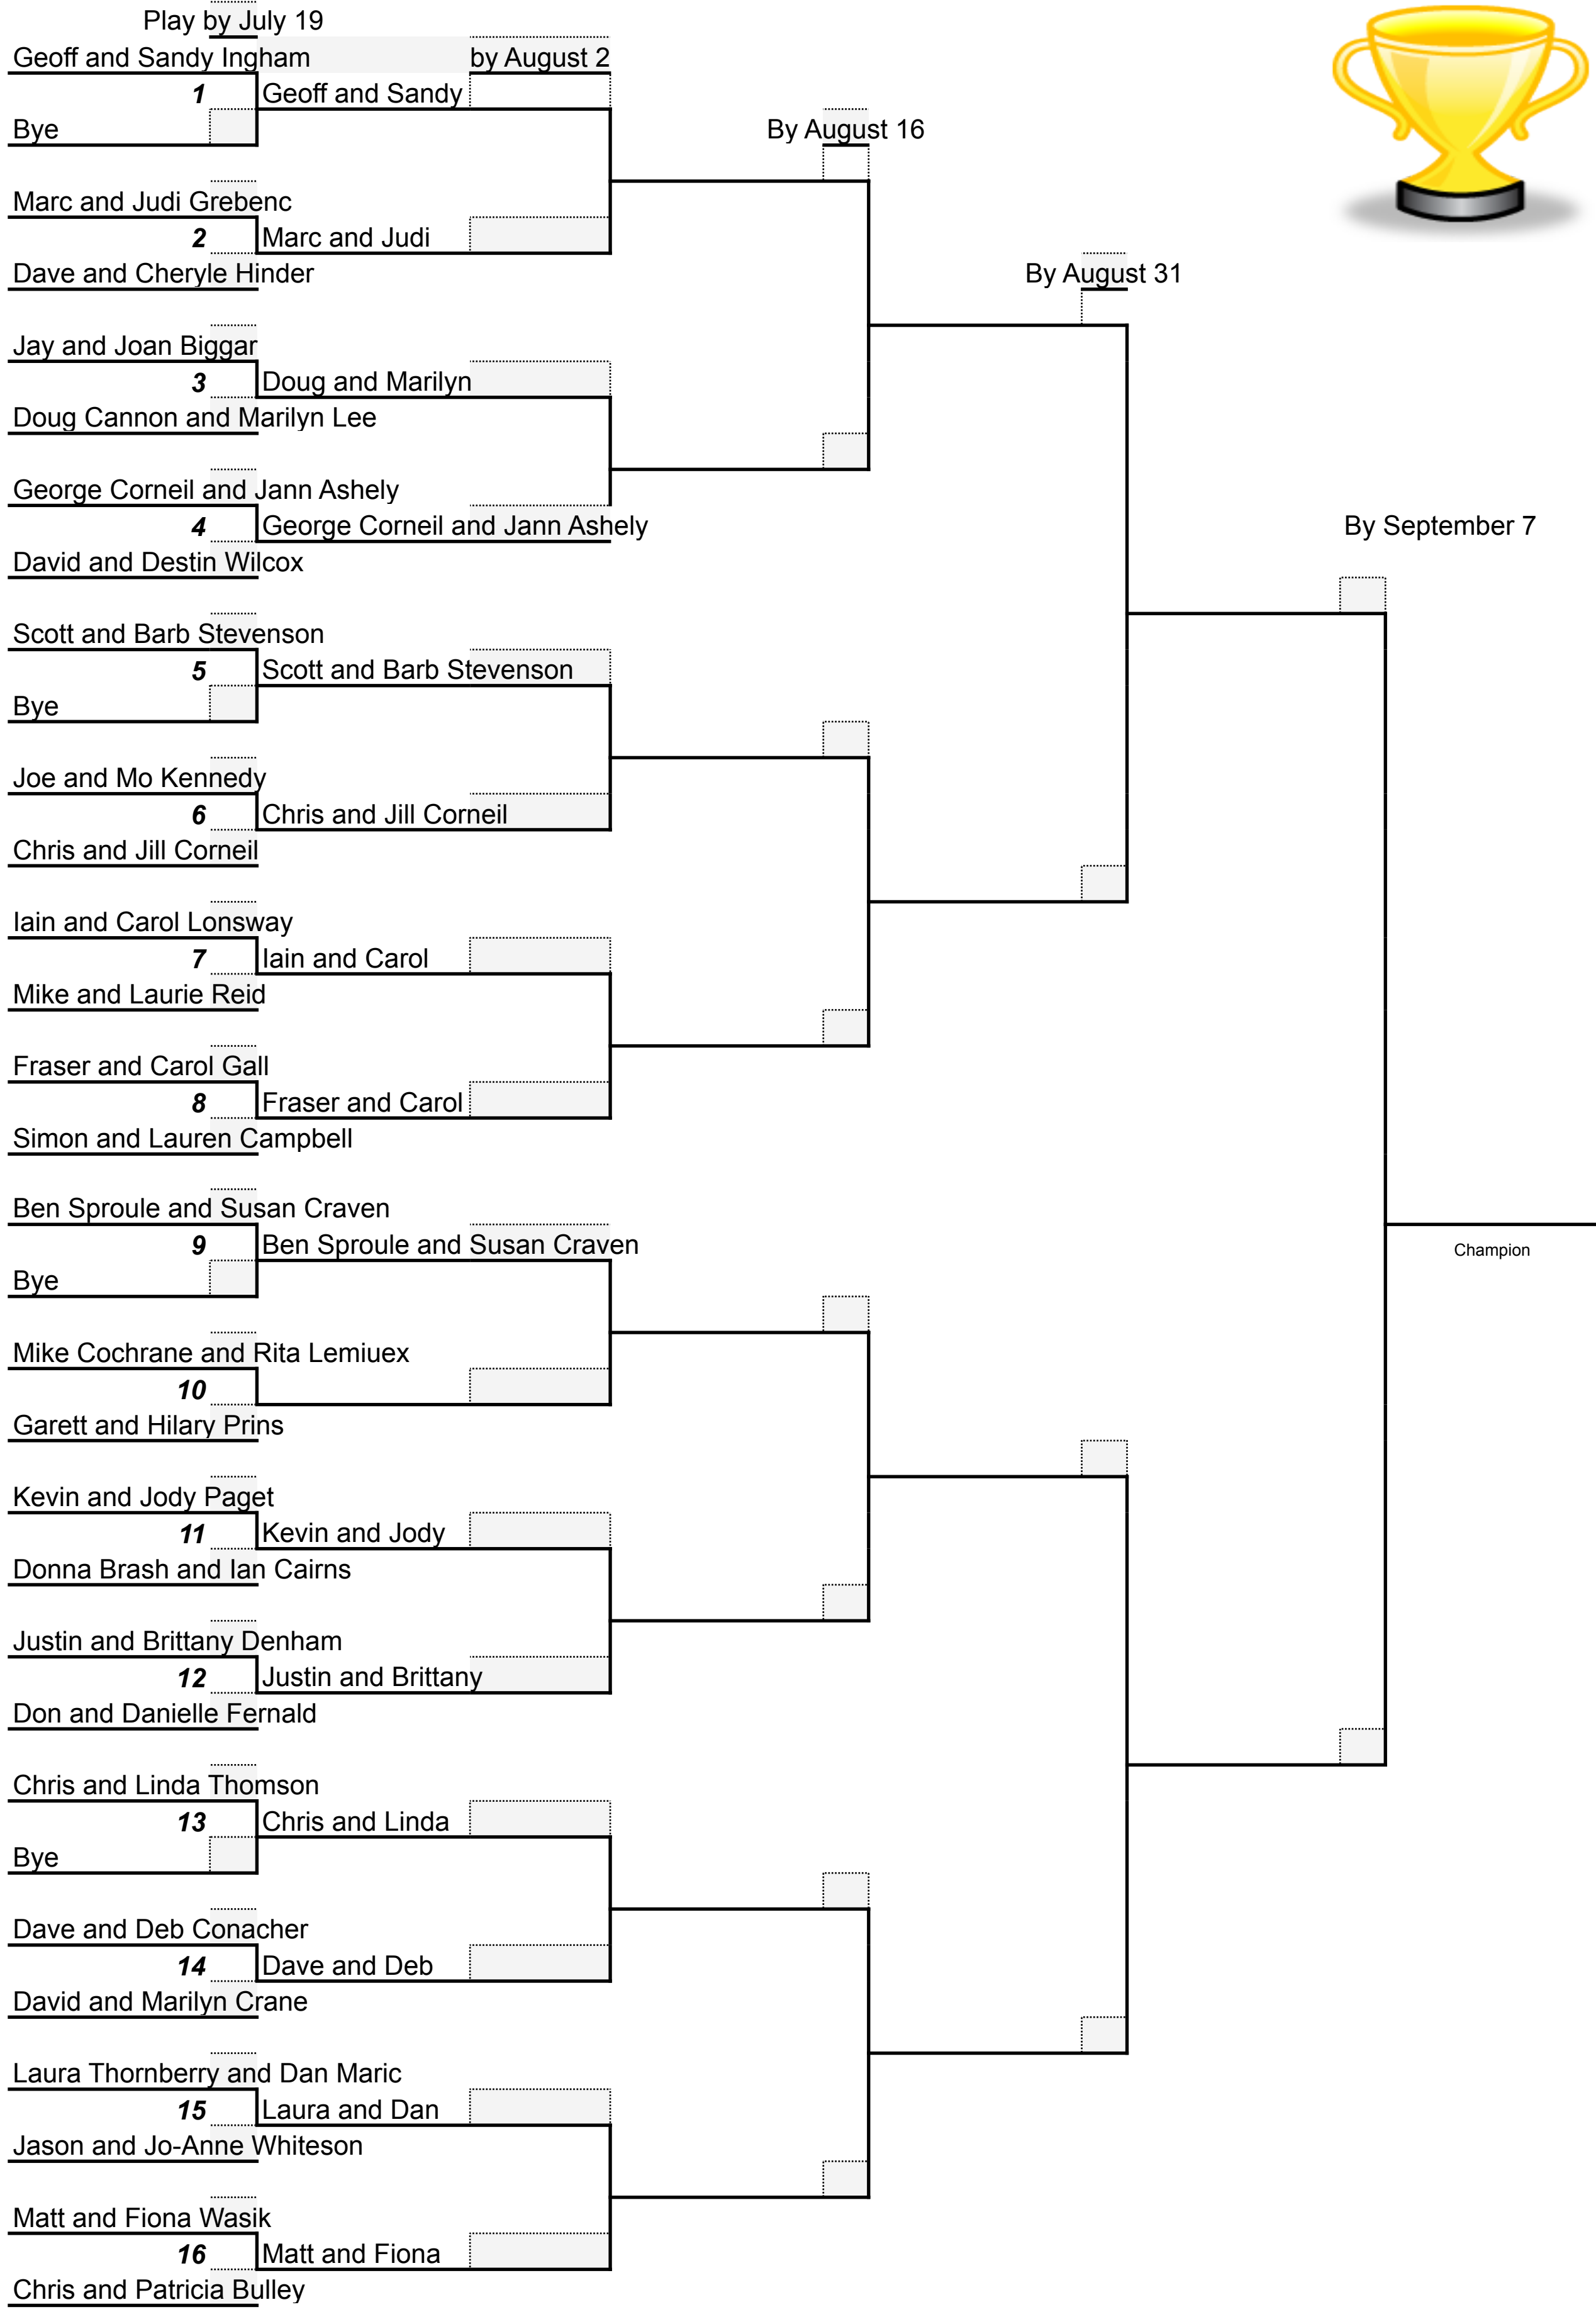 Play by July 19
Geoff and Sandy Ingham
by August 2
1
Geoff and Sandy
Bye
By August 16
Marc and Judi Grebenc
2
Marc and Judi
Dave and Cheryle Hinder
By August 31
Jay and Joan Biggar
3
Doug and Marilyn
Doug Cannon and Marilyn Lee
George Corneil and Jann Ashely
4
George Corneil and Jann Ashely
By September 7
David and Destin Wilcox
Scott and Barb Stevenson
5
Scott and Barb Stevenson
Bye
Joe and Mo Kennedy
6
Chris and Jill Corneil
Chris and Jill Corneil
Iain and Carol Lonsway
7
Iain and Carol
Mike and Laurie Reid
Fraser and Carol Gall
8
Fraser and Carol
Simon and Lauren Campbell
Ben Sproule and Susan Craven
9
Ben Sproule and Susan Craven
Champion
Bye
Mike Cochrane and Rita Lemiuex
10
Garett and Hilary Prins
Kevin and Jody Paget
11
Kevin and Jody
Donna Brash and Ian Cairns
Justin and Brittany Denham
12
Justin and Brittany
Don and Danielle Fernald
Chris and Linda Thomson
13
Chris and Linda
Bye
Dave and Deb Conacher
14
Dave and Deb
David and Marilyn Crane
Laura Thornberry and Dan Maric
15
Laura and Dan
Jason and Jo-Anne Whiteson
Matt and Fiona Wasik
16
Matt and Fiona
Chris and Patricia Bulley